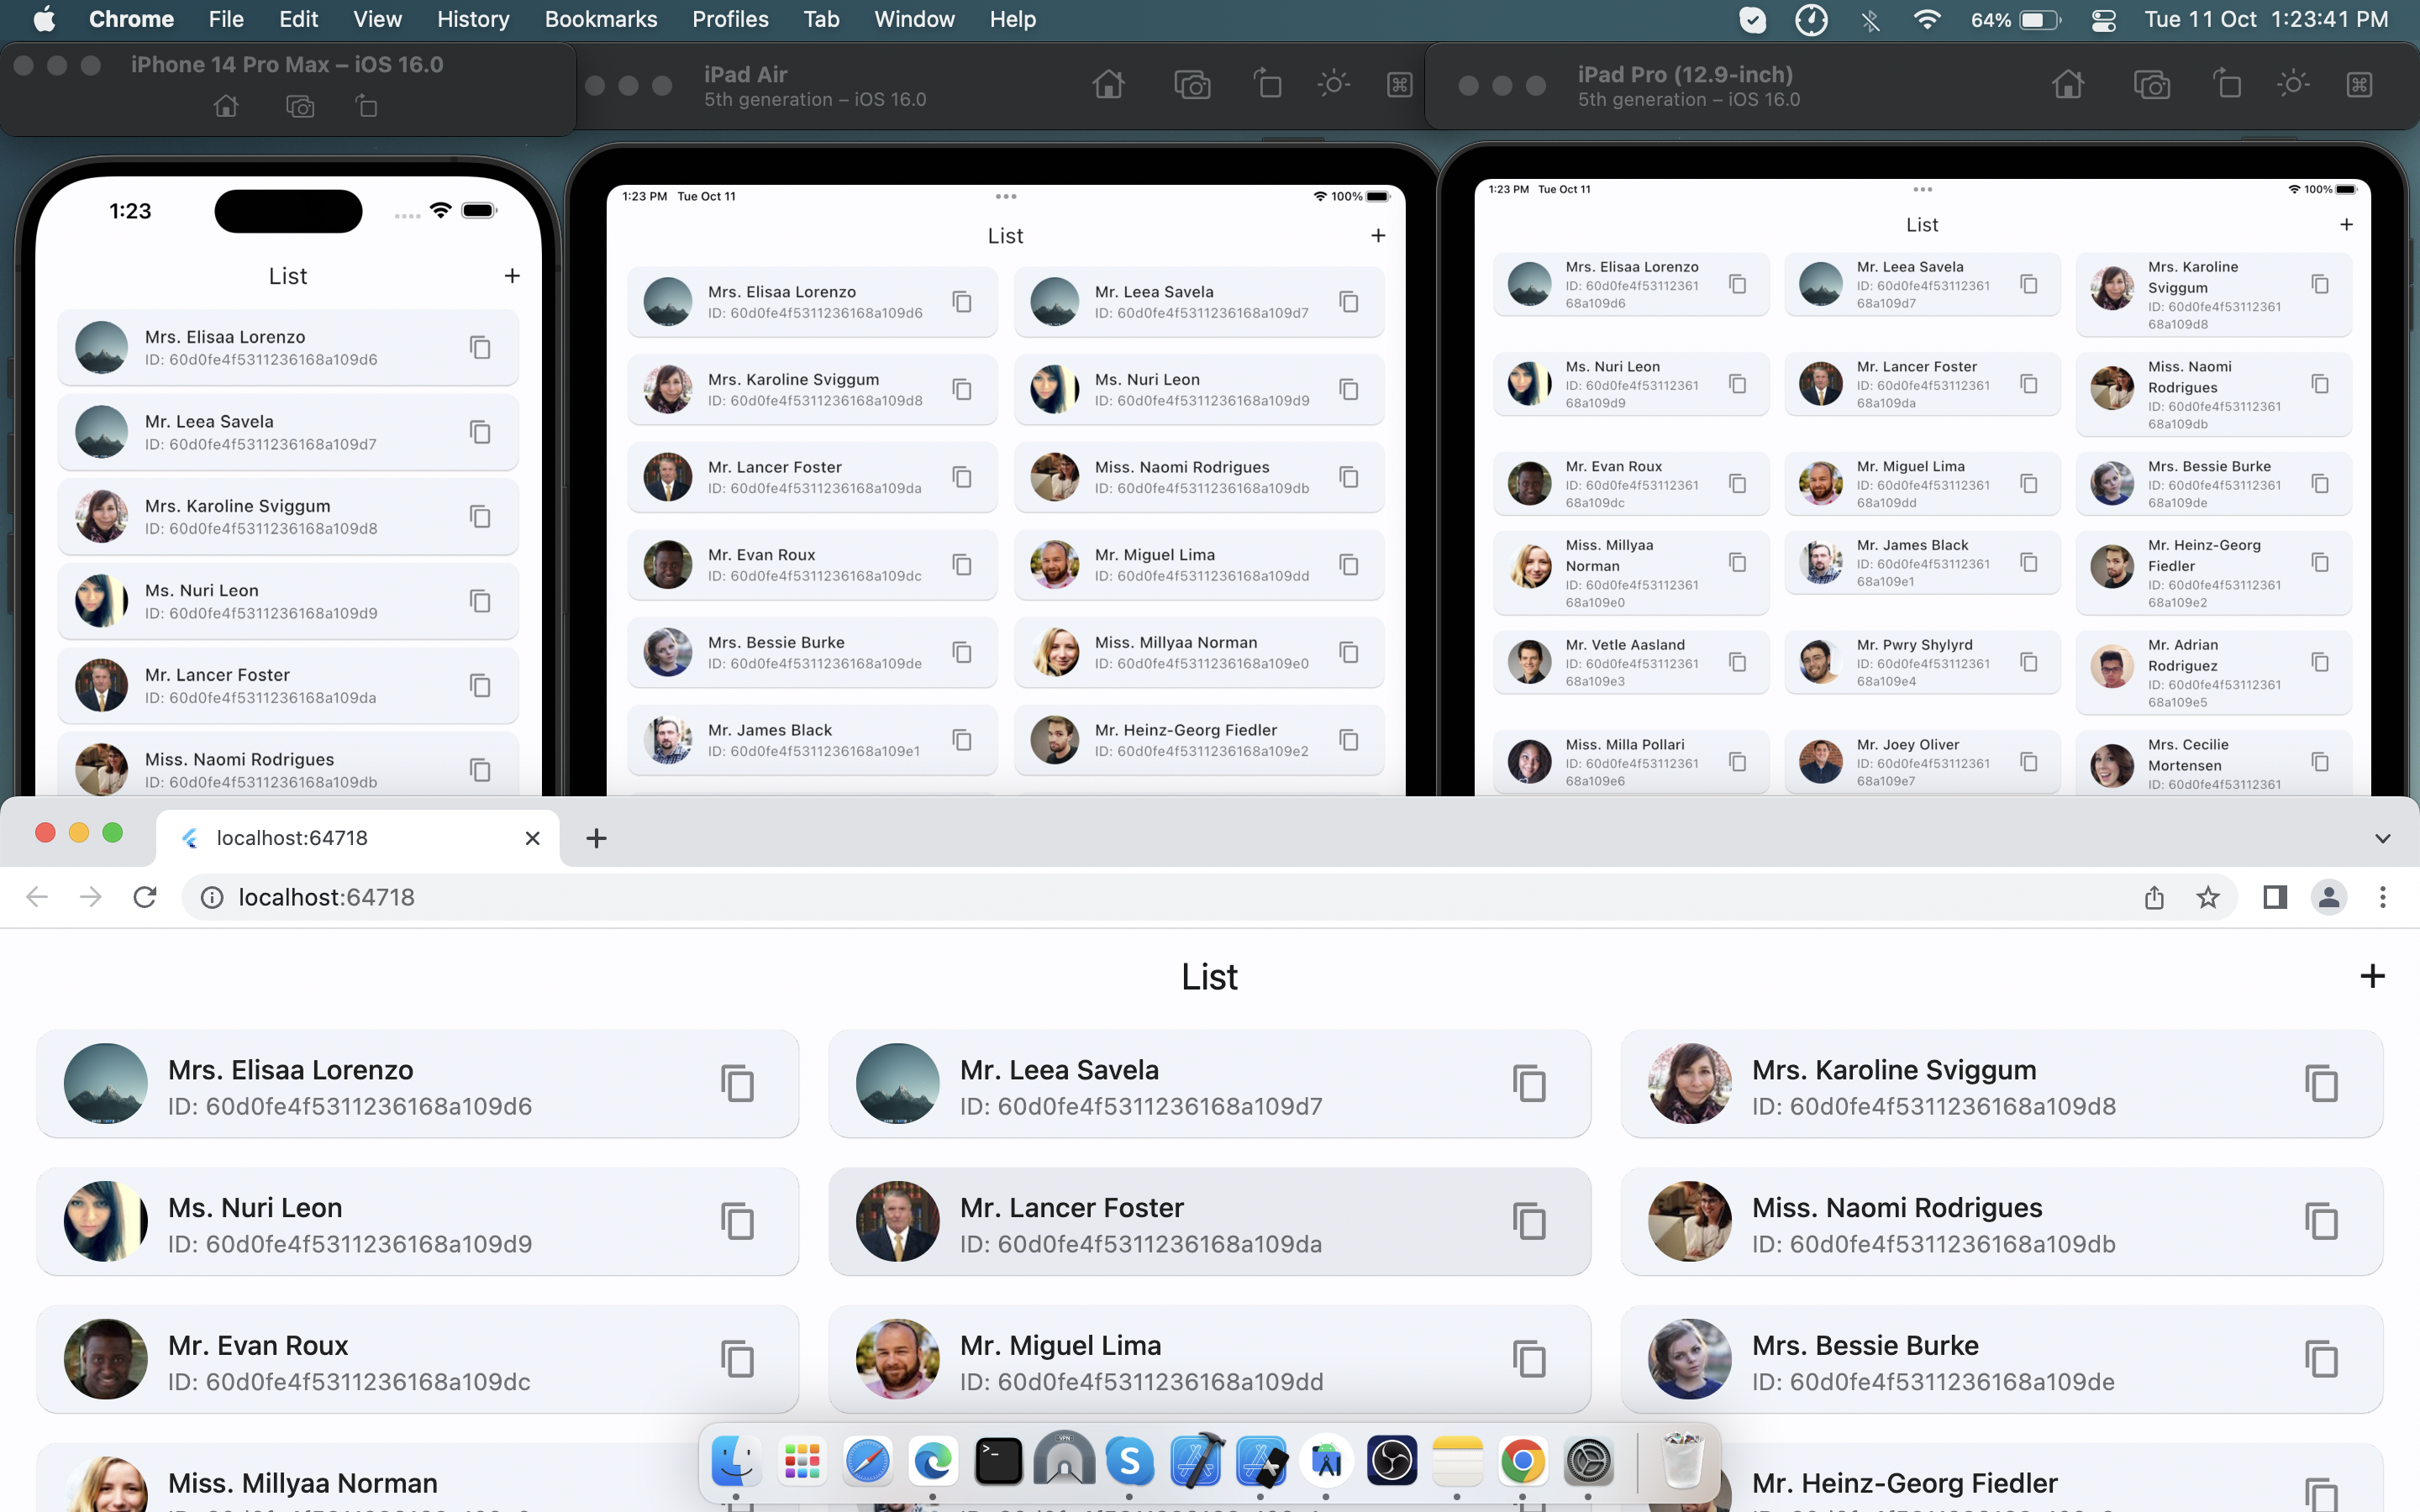 Chrome File Edit View History Bookmarks Profiles Tab Window Help 64% Tue 11 Oct 1:23:41 PM
iPhone 14 Pro Max – iOS 16.0
iPad Air
5th generation – iOS 16.0
iPad Pro (12.9-inch)
5th generation – iOS 16.0
1:23
List
Mrs. Elisaa Lorenzo
ID: 60d0fe4f5311236168a109d6
Mr. Leea Savela
ID: 60d0fe4f5311236168a109d7
Mrs. Karoline Sviggum
ID: 60d0fe4f5311236168a109d8
Ms. Nuri Leon
ID: 60d0fe4f5311236168a109d9
Mr. Lancer Foster
ID: 60d0fe4f5311236168a109da
Miss. Naomi Rodrigues
ID: 60d0fe4f5311236168a109db
1:23 PM Tue Oct 11 100%
List
Mrs. Elisaa Lorenzo
ID: 60d0fe4f5311236168a109d6
Mr. Leea Savela
ID: 60d0fe4f5311236168a109d7
Mrs. Karoline Sviggum
ID: 60d0fe4f5311236168a109d8
Ms. Nuri Leon
ID: 60d0fe4f5311236168a109d9
Mr. Lancer Foster
ID: 60d0fe4f5311236168a109da
Miss. Naomi Rodrigues
ID: 60d0fe4f5311236168a109db
Mr. Evan Roux
ID: 60d0fe4f5311236168a109dc
Mr. Miguel Lima
ID: 60d0fe4f5311236168a109dd
Mrs. Bessie Burke
ID: 60d0fe4f5311236168a109de
Miss. Millyaa Norman
ID: 60d0fe4f5311236168a109e0
Mr. James Black
ID: 60d0fe4f5311236168a109e1
Mr. Heinz-Georg Fiedler
ID: 60d0fe4f5311236168a109e2
1:23 PM Tue Oct 11 100%
List
Mrs. Elisaa Lorenzo
ID: 60d0fe4f53112361
68a109d6
Mr. Leea Savela
ID: 60d0fe4f53112361
68a109d7
Mrs. Karoline
Sviggum
ID: 60d0fe4f53112361
68a109d8
Ms. Nuri Leon
ID: 60d0fe4f53112361
68a109d9
Mr. Lancer Foster
ID: 60d0fe4f53112361
68a109da
Miss. Naomi
Rodrigues
ID: 60d0fe4f53112361
68a109db
Mr. Evan Roux
ID: 60d0fe4f53112361
68a109dc
Mr. Miguel Lima
ID: 60d0fe4f53112361
68a109dd
Mrs. Bessie Burke
ID: 60d0fe4f53112361
68a109de
Miss. Millyaa
Norman
ID: 60d0fe4f53112361
68a109e0
Mr. James Black
ID: 60d0fe4f53112361
68a109e1
Mr. Heinz-Georg
Fiedler
ID: 60d0fe4f53112361
68a109e2
Mr. Vetle Aasland
ID: 60d0fe4f53112361
68a109e3
Mr. Pwry Shylyrd
ID: 60d0fe4f53112361
68a109e4
Mr. Adrian
Rodriguez
ID: 60d0fe4f53112361
68a109e5
Miss. Milla Pollari
ID: 60d0fe4f53112361
68a109e6
Mr. Joey Oliver
ID: 60d0fe4f53112361
68a109e7
Mrs. Cecilie
Mortensen
ID: 60d0fe4f53112361
localhost:64718
localhost:64718
List
Mrs. Elisaa Lorenzo
ID: 60d0fe4f5311236168a109d6
Mr. Leea Savela
ID: 60d0fe4f5311236168a109d7
Mrs. Karoline Sviggum
ID: 60d0fe4f5311236168a109d8
Ms. Nuri Leon
ID: 60d0fe4f5311236168a109d9
Mr. Lancer Foster
ID: 60d0fe4f5311236168a109da
Miss. Naomi Rodrigues
ID: 60d0fe4f5311236168a109db
Mr. Evan Roux
ID: 60d0fe4f5311236168a109dc
Mr. Miguel Lima
ID: 60d0fe4f5311236168a109dd
Mrs. Bessie Burke
ID: 60d0fe4f5311236168a109de
Miss. Millyaa Norman
Mr. Heinz-Georg Fiedler
VPN